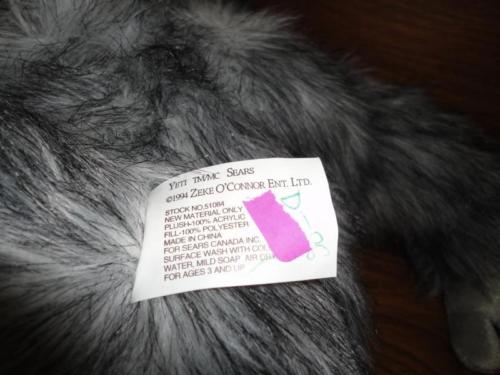 YETI TM/MC SEARS
©1994 ZEKE O'CONNOR ENT. LTD.
STOCK NO.51084
NEW MATERIAL ONLY
PLUSH-100% ACRYLIC
FILL-100% POLYESTER
MADE IN CHINA
FOR SEARS CANADA INC
SURFACE WASH WITH
WATER, MILD SOAP. AIR
FOR AGES 3 AND UP